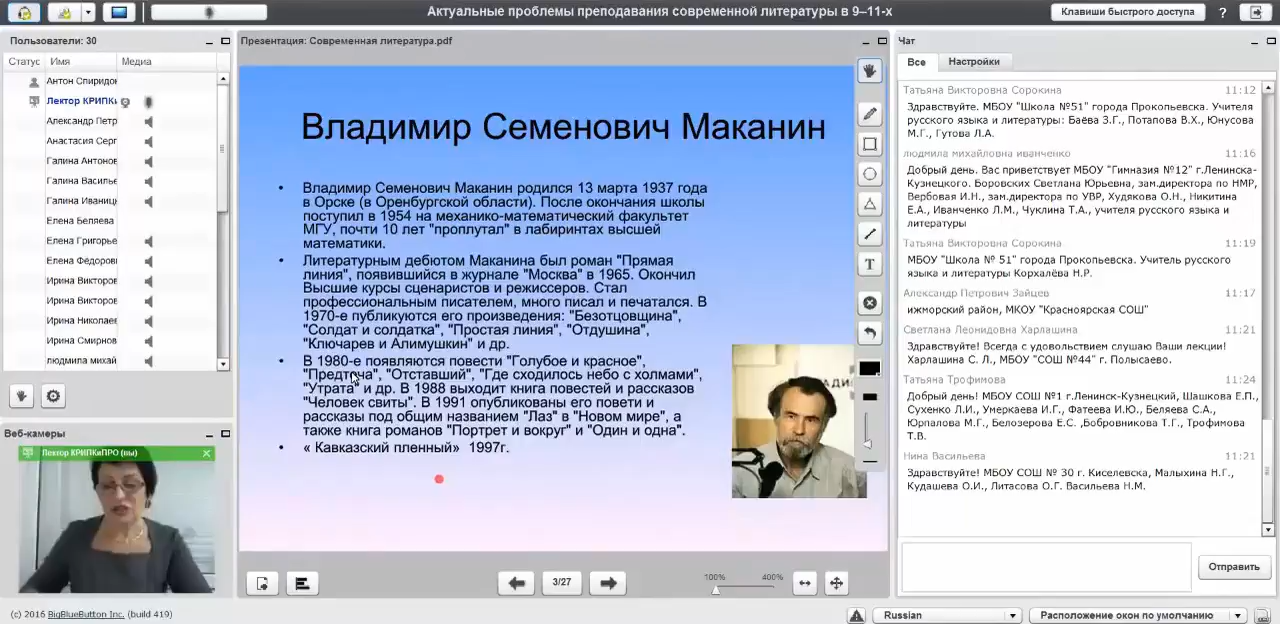 Актуальные проблемы преподавания современной литературы в 9–11-х
Клавиши быстрого доступа
?
Пользователи: 30
Статус Имя Медиа
Антон Спиридон
Лектор КРИПКи
Александр Петр
Анастасия Серг
Галина Антонов
Галина Василье
Галина Иваниц
Елена Беляева
Елена Григорье
Елена Федоров
Ирина Викторов
Ирина Викторов
Ирина Николае
Ирина Смирнов
людмила михай
Веб-камеры
Лектор КРИПКиПРО (вы)
Презентация: Современная литература.pdf
Владимир Семенович Маканин
• Владимир Семенович Маканин родился 13 марта 1937 года
в Орске (в Оренбургской области). После окончания школы
поступил в 1954 на механико-математический факультет
МГУ, почти 10 лет "проплутал" в лабиринтах высшей
математики.
• Литературным дебютом Маканина был роман "Прямая
линия", появившийся в журнале "Москва" в 1965. Окончил
Высшие курсы сценаристов и режиссеров. Стал
профессиональным писателем, много писал и печатался. В
1970-е публикуются его произведения: "Безотцовщина",
"Солдат и солдатка", "Простая линия", "Отдушина",
"Ключарев и Алимушкин" и др.
• В 1980-е появляются повести "Голубое и красное",
"Предтеча", "Отставший", "Где сходилось небо с холмами",
"Утрата" и др. В 1988 выходит книга повестей и рассказов
"Человек свиты". В 1991 опубликованы его повети и
рассказы под общим названием "Лаз" в "Новом мире", а
также книга романов "Портрет и вокруг" и "Один и одна".
• « Кавказский пленный» 1997г.
T
3/27
100% 400%
Чат
Все Настройки
Татьяна Викторовна Сорокина 11:12
Здравствуйте. МБОУ "Школа №51" города Прокопьевска. Учителя
русского языка и литературы: Баёва З.Г., Потапова В.Х., Юнусова
М.Г., Гутова Л.А.
людмила михайловна иванченко 11:16
Добрый день. Вас приветствует МБОУ "Гимназия №12" г.Ленинска-
Кузнецкого. Боровских Светлана Юрьевна, зам.директора по НМР,
Вербовая И.Н., зам.директора по УВР, Худякова О.Н., Никитина
Е.А., Иванченко Л.М., Чуклина Т.А., учителя русского языка и
литературы
Татьяна Викторовна Сорокина 11:19
МБОУ "Школа № 51" города Прокопьевска. Учитель русского
языка и литературы Корхалёва Н.Р.
Александр Петрович Зайцев 11:17
ижморский район, МКОУ "Красноярская СОШ"
Светлана Леонидовна Харлашина 11:21
Здравствуйте! Всегда с удовольствием слушаю Ваши лекции!
Харлашина С. Л., МБОУ "СОШ №44" г. Полысаево.
Татьяна Трофимова 11:24
Добрый день! МБОУ СОШ №1 г.Ленинск-Кузнецкий, Шашкова Е.П.,
Сухенко Л.И., Унеркаева И.Г., Фатеева И.Ю., Беляева С.А.,
Юрпалова М.Г., Белозерова Е.С. ,Бобровникова Т.Г., Трофимова
Т.В.
Нина Васильева 11:21
Здравствуйте! МБОУ СОШ № 30 г. Киселевска, Малыхина Н.Г.,
Кудашева О.И., Литасова О.Г. Васильева Н.М.
Отправить
(c) 2016 BigBlueButton Inc. (build 419)
Russian
Расположение окон по умолчанию